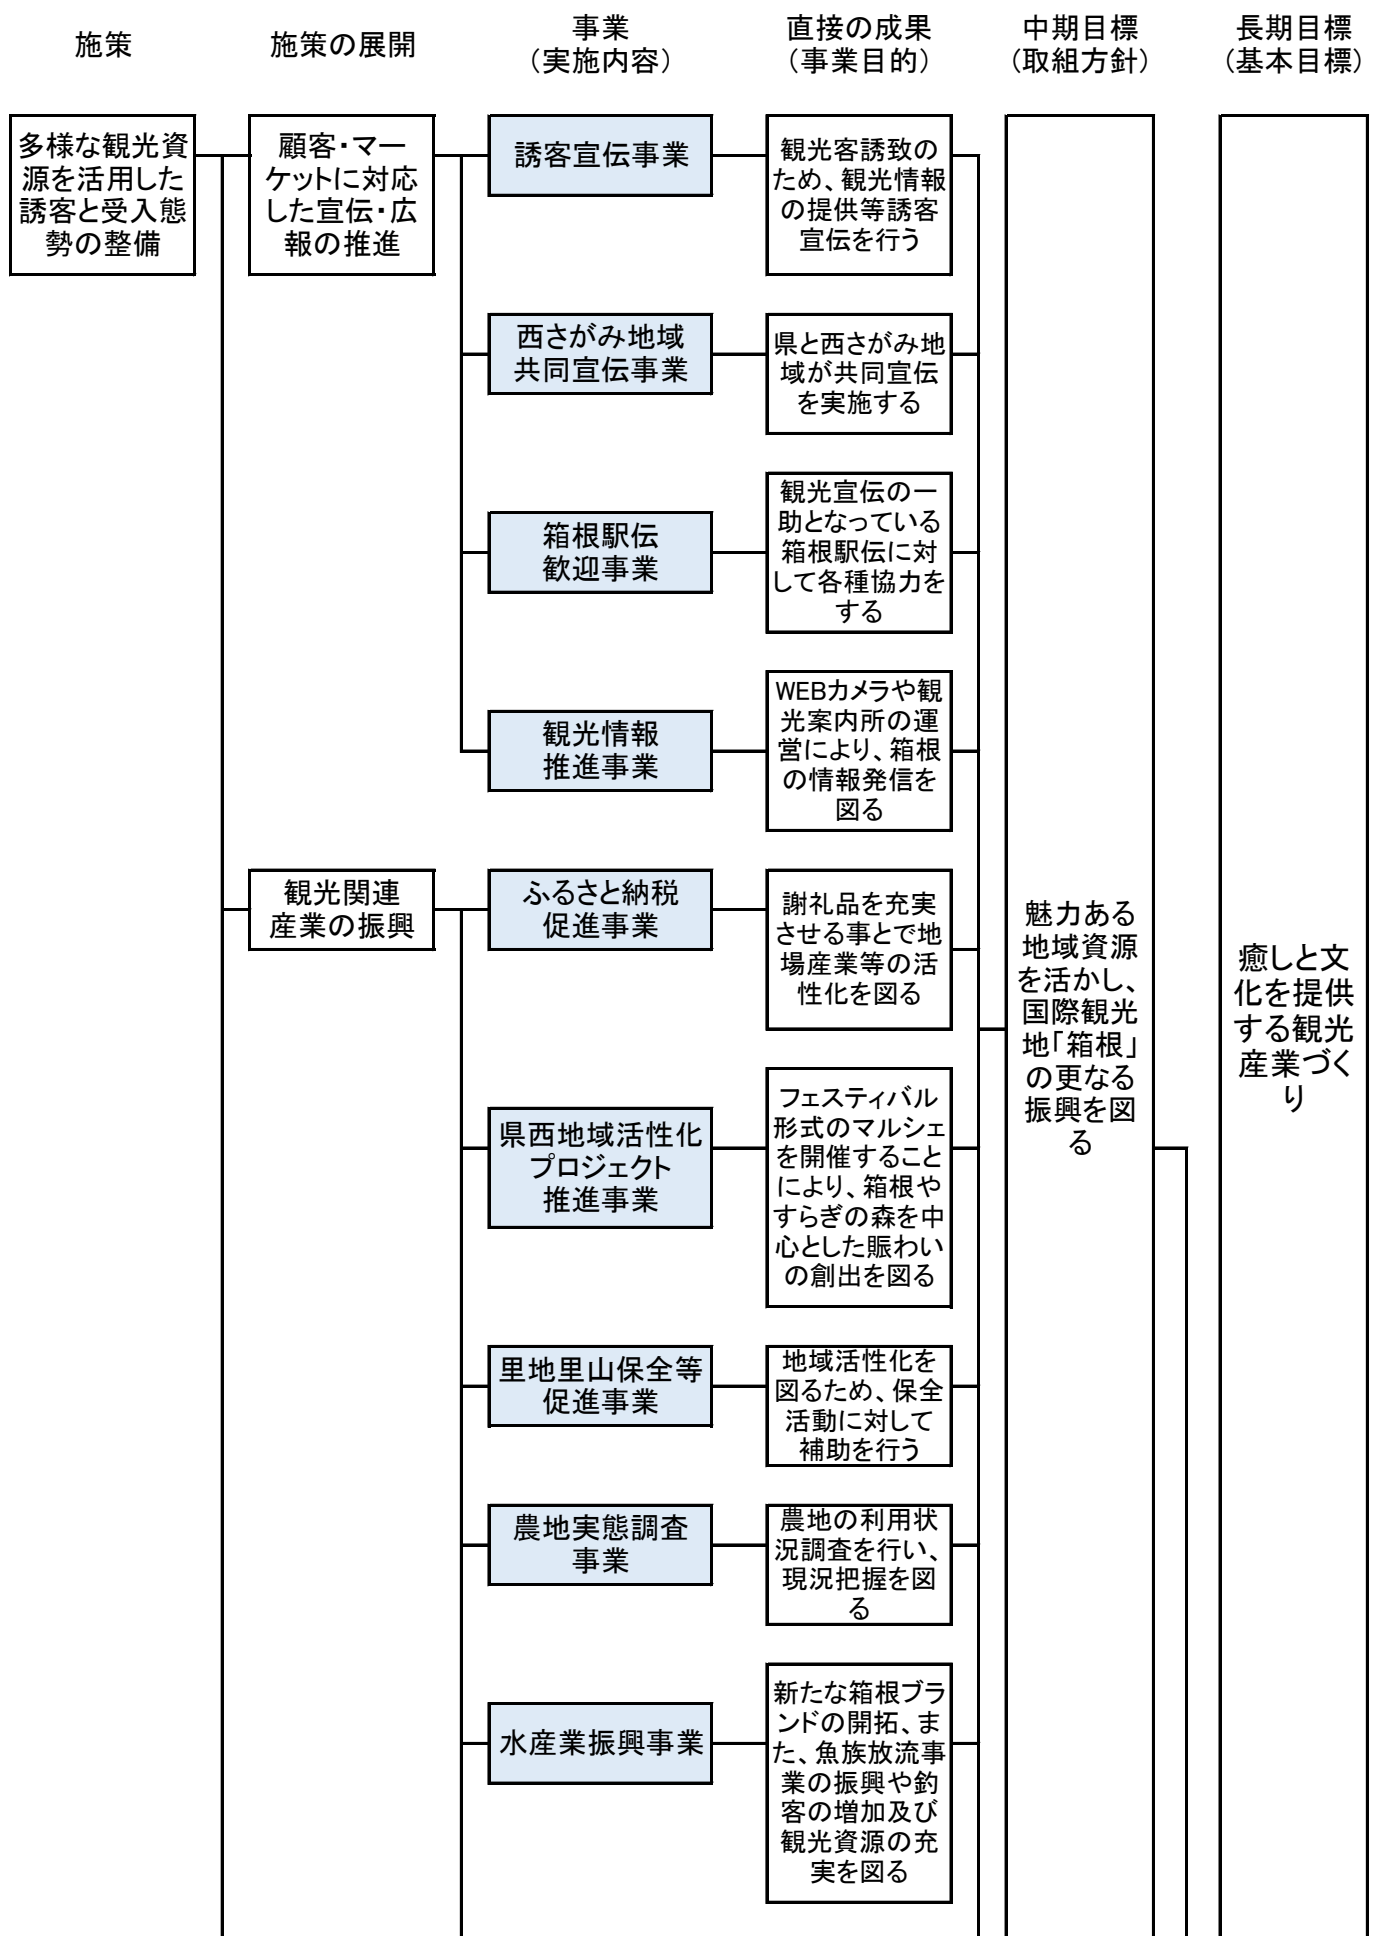 施策
施策の展開
事業
（実施内容）
直接の成果
（事業目的）
中期目標
（取組方針）
長期目標
（基本目標）
多様な観光資
源を活用した
誘客と受入態
勢の整備
顧客・マー
ケットに対応
した宣伝・広
報の推進
誘客宣伝事業
観光客誘致の
ため、観光情報
の提供等誘客
宣伝を行う
西さがみ地域
共同宣伝事業
県と西さがみ地
域が共同宣伝
を実施する
箱根駅伝
歓迎事業
観光宣伝の一
助となっている
箱根駅伝に対
して各種協力を
する
観光情報
推進事業
WEBカメラや観
光案内所の運
営により、箱根
の情報発信を
図る
観光関連
産業の振興
ふるさと納税
促進事業
謝礼品を充実
させる事とで地
場産業等の活
性化を図る
県西地域活性化
プロジェクト
推進事業
フェスティバル
形式のマルシェ
を開催すること
により、箱根や
すらぎの森を中
心とした賑わい
の創出を図る
里地里山保全等
促進事業
地域活性化を
図るため、保全
活動に対して
補助を行う
農地実態調査
事業
農地の利用状
況調査を行い、
現況把握を図
る
水産業振興事業
新たな箱根ブラ
ンドの開拓、ま
た、魚族放流事
業の振興や釣
客の増加及び
観光資源の充
実を図る
魅力ある
地域資源
を活かし、
国際観光
地「箱根」
の更なる
振興を図
る
癒しと文
化を提供
する観光
産業づく
り